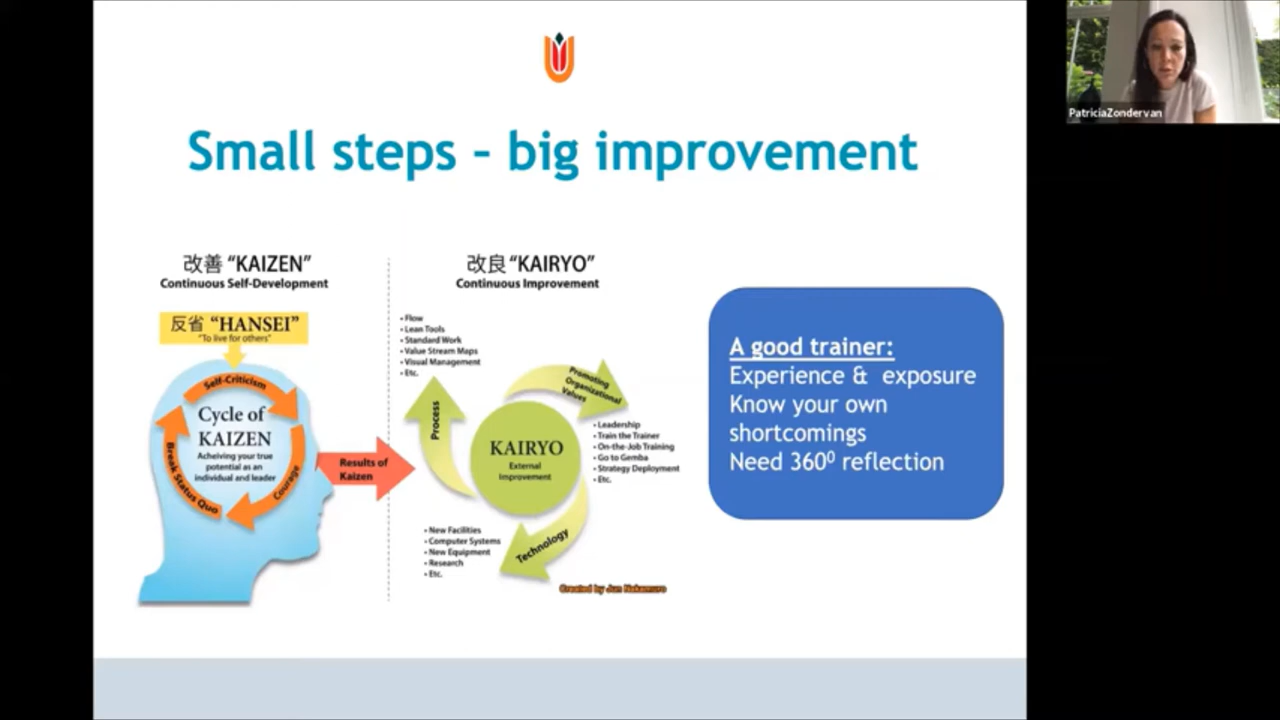 PatriciaZondervan
Small steps - big improvement
改善 “KAIZEN”
Continuous Self-Development
反省 “HANSEI”
"To live for others"
Self-Criticism
Courage
Break Status Quo
Cycle of
KAIZEN
Acheiving your true
potential as an
individual and leader
Results of
Kaizen
改良 “KAIRYO”
Continuous Improvement
• Flow
• Lean Tools
• Standard Work
• Value Stream Maps
• Visual Management
• Etc.
Process
Promoting
Organizational
Values
• Leadership
• Train the Trainer
• On-the-Job Training
• Go to Gemba
• Strategy Deployment
• Etc.
KAIRYO
External
Improvement
Technology
• New Facilities
• Computer Systems
• New Equipment
• Research
• Etc.
Created by Jun Nakamuro
A good trainer:
Experience & exposure
Know your own
shortcomings
Need 360⁰ reflection